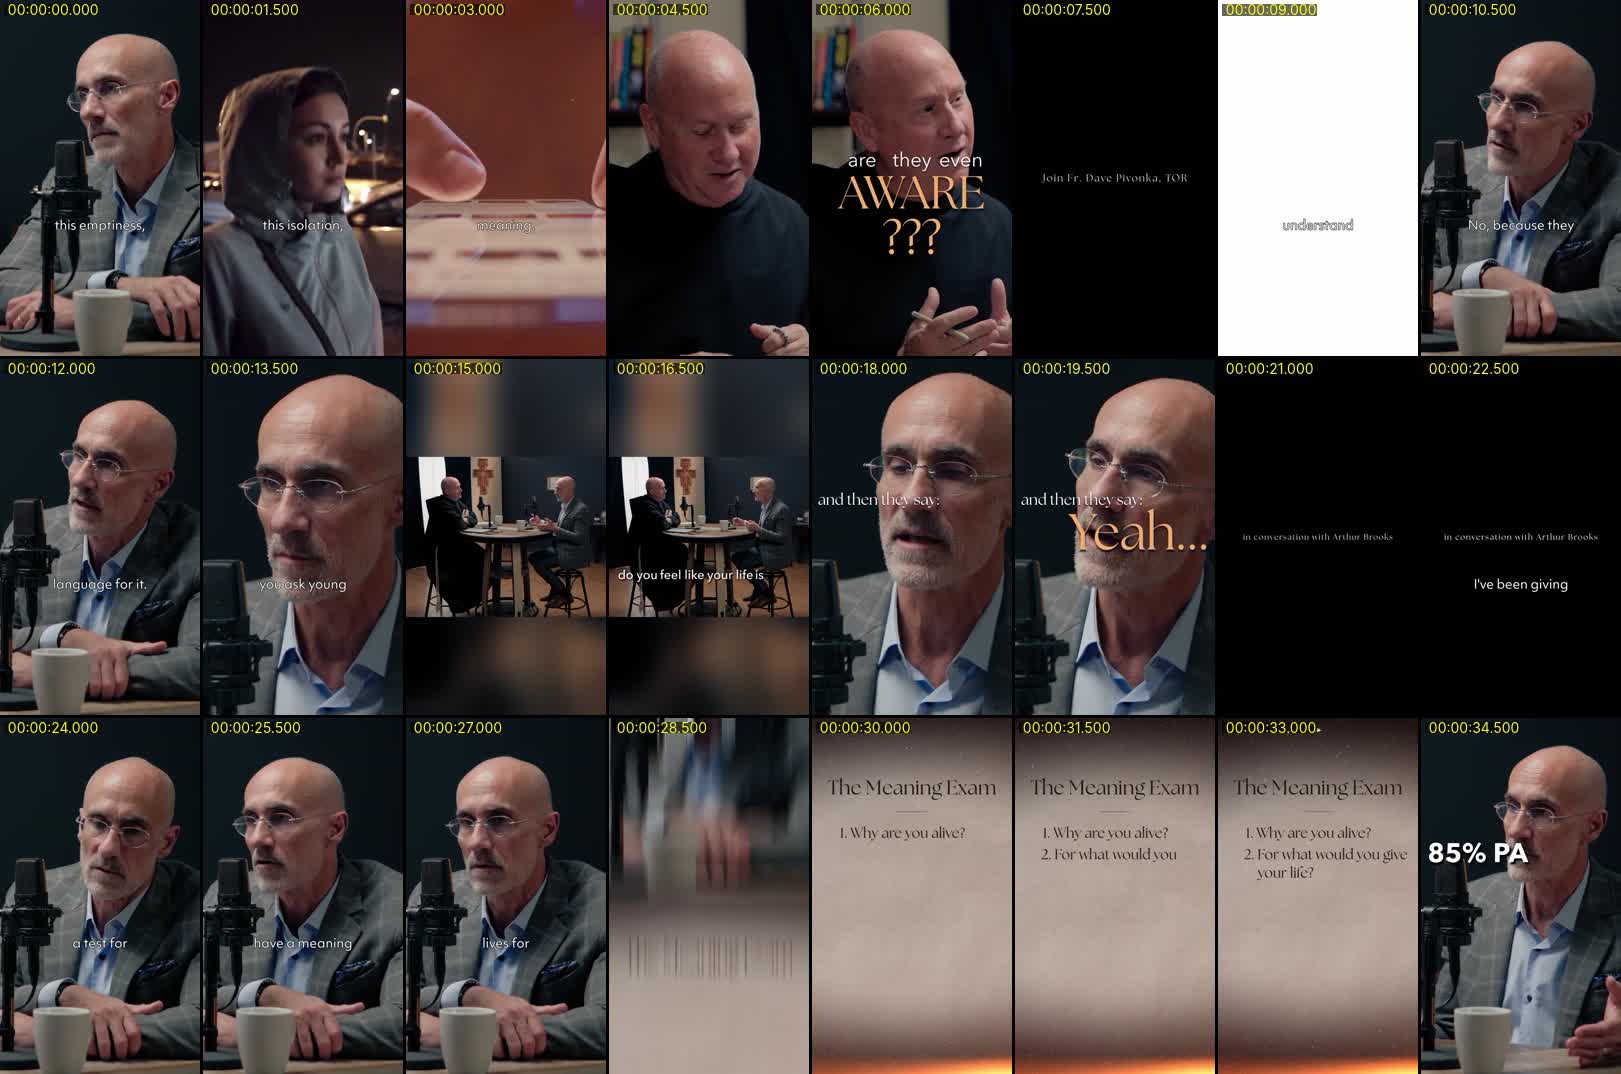 00:00:00.000
this emptiness,
00:00:01.500
this isolation,
00:00:03.000
meaning.
00:00:04.500
00:00:06.000
are they even
AWARE
???
00:00:07.500
Join Fr. Dave Pivonka, TOR
00:00:09.000
understand
00:00:10.500
No, because they
00:00:12.000
language for it.
00:00:13.500
you ask young
00:00:15.000
00:00:16.500
do you feel like your life is
00:00:18.000
and then they say:
00:00:19.500
and then they say:
Yeah...
00:00:21.000
in conversation with Arthur Brooks
00:00:22.500
in conversation with Arthur Brooks
I've been giving
00:00:24.000
a test for
00:00:25.500
have a meaning
00:00:27.000
lives for
00:00:28.500
00:00:30.000
The Meaning Exam
1. Why are you alive?
00:00:31.500
The Meaning Exam
1. Why are you alive?
2. For what would you
00:00:33.000
The Meaning Exam
1. Why are you alive?
2. For what would you give
your life?
00:00:34.500
85% PA